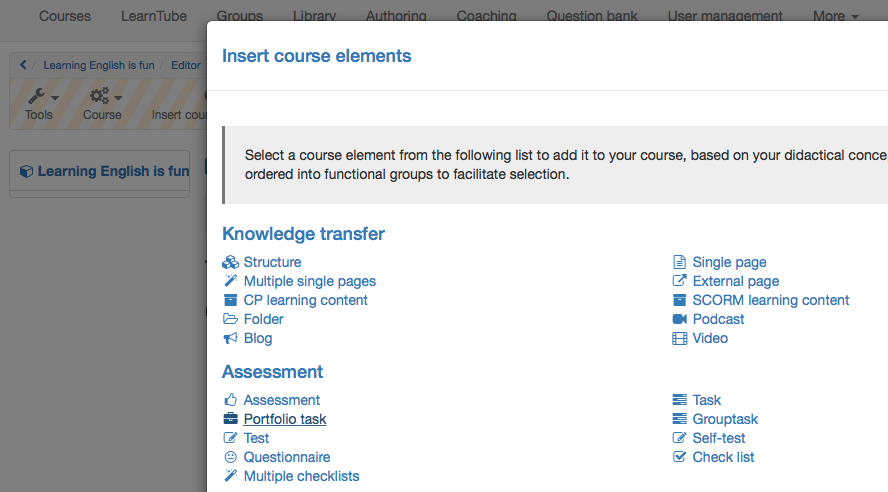 Courses LearnTube Groups Library Authoring Coaching Question bank User management More
Learning English is fun / Editor
Tools Course Insert cou
Learning English is fun
Insert course elements
Select a course element from the following list to add it to your course, based on your didactical conce
ordered into functional groups to facilitate selection.
Knowledge transfer
Structure Single page
Multiple single pages External page
CP learning content SCORM learning content
Folder Podcast
Blog Video
Assessment
Assessment Task
Portfolio task Grouptask
Test Self-test
Questionnaire Check list
Multiple checklists